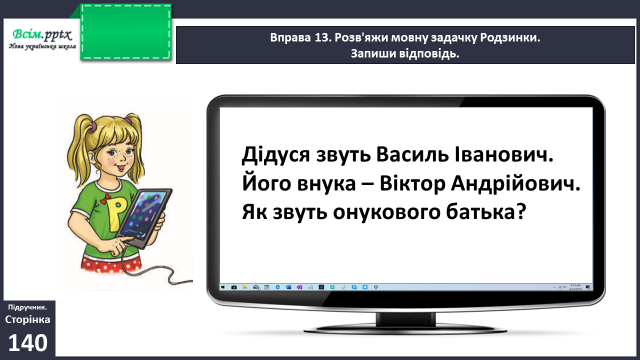 Всім.pptx
Нова українська школа
Вправа 13. Розв'яжи мовну задачку Родзинки.
Запиши відповідь.
Дідуся звуть Василь Іванович.
Його внука – Віктор Андрійович.
Як звуть онукового батька?
Р
Підручник.
Сторінка
140